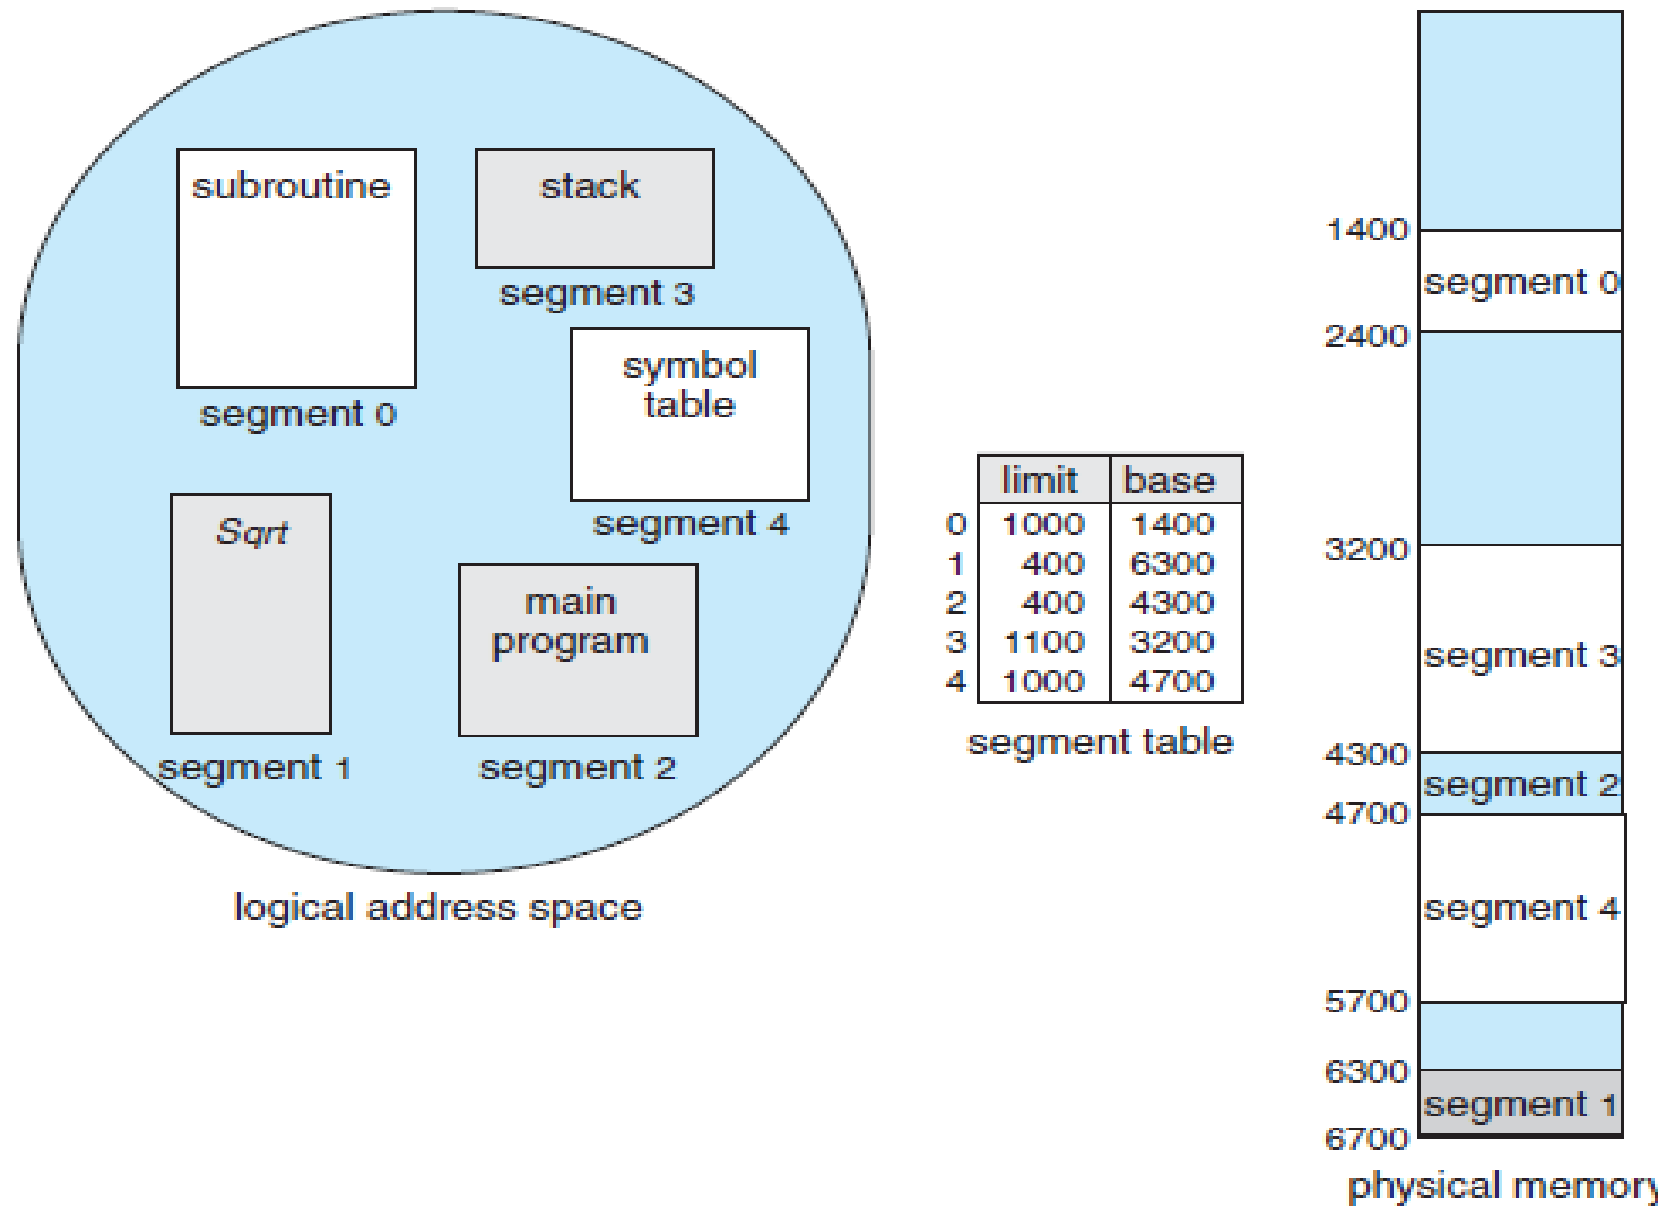 subroutine
segment 0
stack
segment 3
symbol
table
segment 4
Sqrt
segment 1
main
program
segment 2
logical address space
limit base
0 1000 1400
1 400 6300
2 400 4300
3 1100 3200
4 1000 4700
segment table
1400
segment 0
2400
3200
segment 3
4300
segment 2
4700
segment 4
5700
6300
segment 1
6700
physical memory